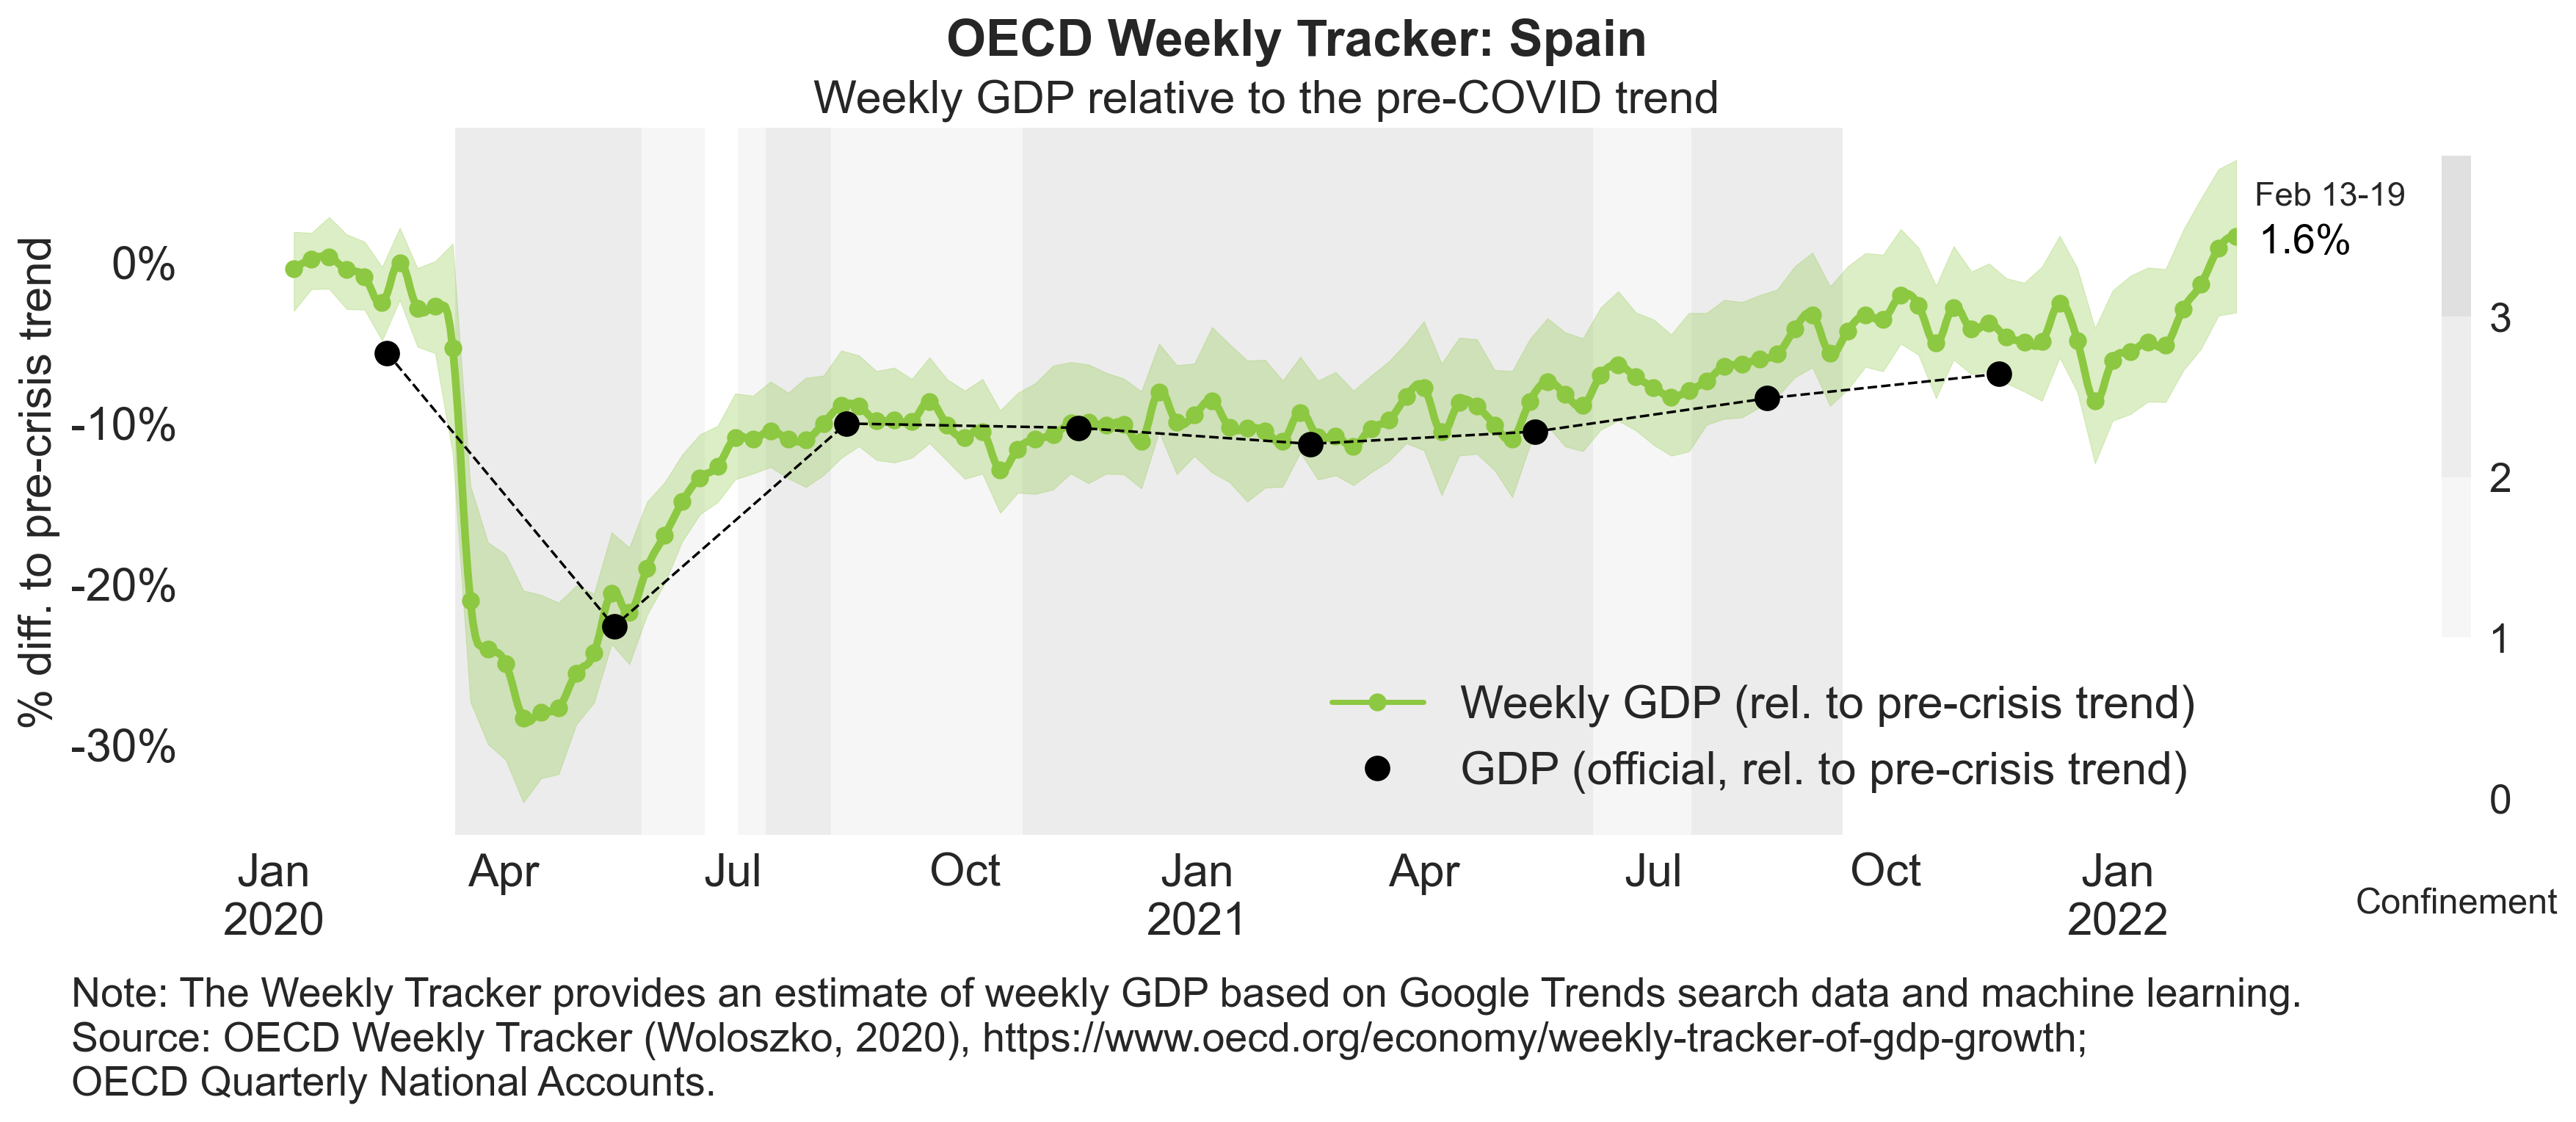 OECD Weekly Tracker: Spain
Weekly GDP relative to the pre-COVID trend
% diff. to pre-crisis trend
0%
-10%
-20%
-30%
Feb 13-19
1.6%
3
2
1
0
Weekly GDP (rel. to pre-crisis trend)
GDP (official, rel. to pre-crisis trend)
Jan Apr Jul Oct Jan Apr Jul Oct Jan
2020 2021 2022
Confinement
Note: The Weekly Tracker provides an estimate of weekly GDP based on Google Trends search data and machine learning.
Source: OECD Weekly Tracker (Woloszko, 2020), https://www.oecd.org/economy/weekly-tracker-of-gdp-growth;
OECD Quarterly National Accounts.